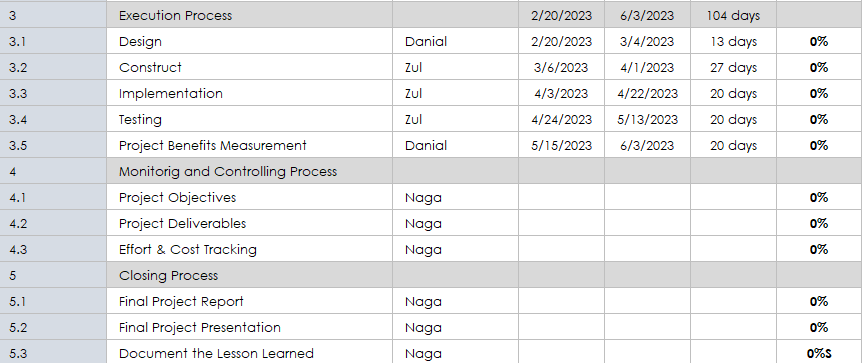 3 Execution Process 2/20/2023 6/3/2023 104 days
3.1 Design Danial 2/20/2023 3/4/2023 13 days 0%
3.2 Construct Zul 3/6/2023 4/1/2023 27 days 0%
3.3 Implementation Zul 4/3/2023 4/22/2023 20 days 0%
3.4 Testing Zul 4/24/2023 5/13/2023 20 days 0%
3.5 Project Benefits Measurement Danial 5/15/2023 6/3/2023 20 days 0%
4 Monitorig and Controlling Process
4.1 Project Objectives Naga 0%
4.2 Project Deliverables Naga 0%
4.3 Effort & Cost Tracking Naga 0%
5 Closing Process
5.1 Final Project Report Naga 0%
5.2 Final Project Presentation Naga 0%
5.3 Document the Lesson Learned Naga 0%S